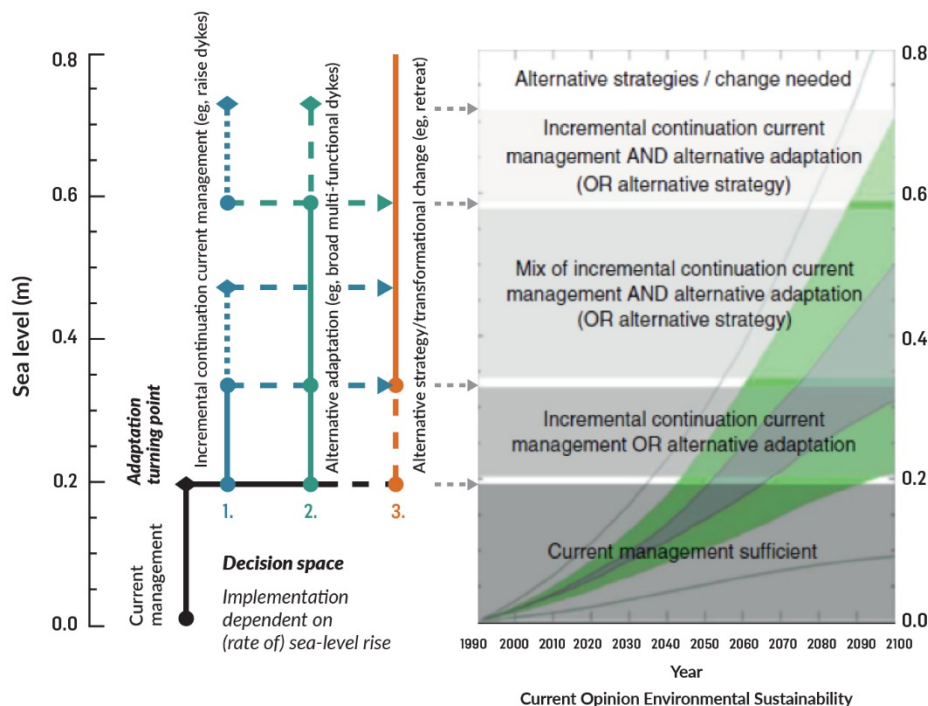 Sea level (m)
0.8
0.6
0.4
0.2
0.0
Adaptation
turning point
Current
management
Incremental continuation current management (eg, raise dykes)
Alternative adaptation (eg, broad multi-functional dykes)
Alternative strategy/transformational change (eg, retreat)
1.
2.
3.
Decision space
Implementation
dependent on
(rate of) sea-level rise
Alternative strategies / change needed
Incremental continuation current
management AND alternative adaptation
(OR alternative strategy)
Mix of incremental continuation current
management AND alternative adaptation
(OR alternative strategy)
Incremental continuation current
management OR alternative adaptation
Current management sufficient
0.8
0.6
0.4
0.2
0.0
1990 2000 2010 2020 2030 2040 2050 2060 2070 2080 2090 2100
Year
Current Opinion Environmental Sustainability